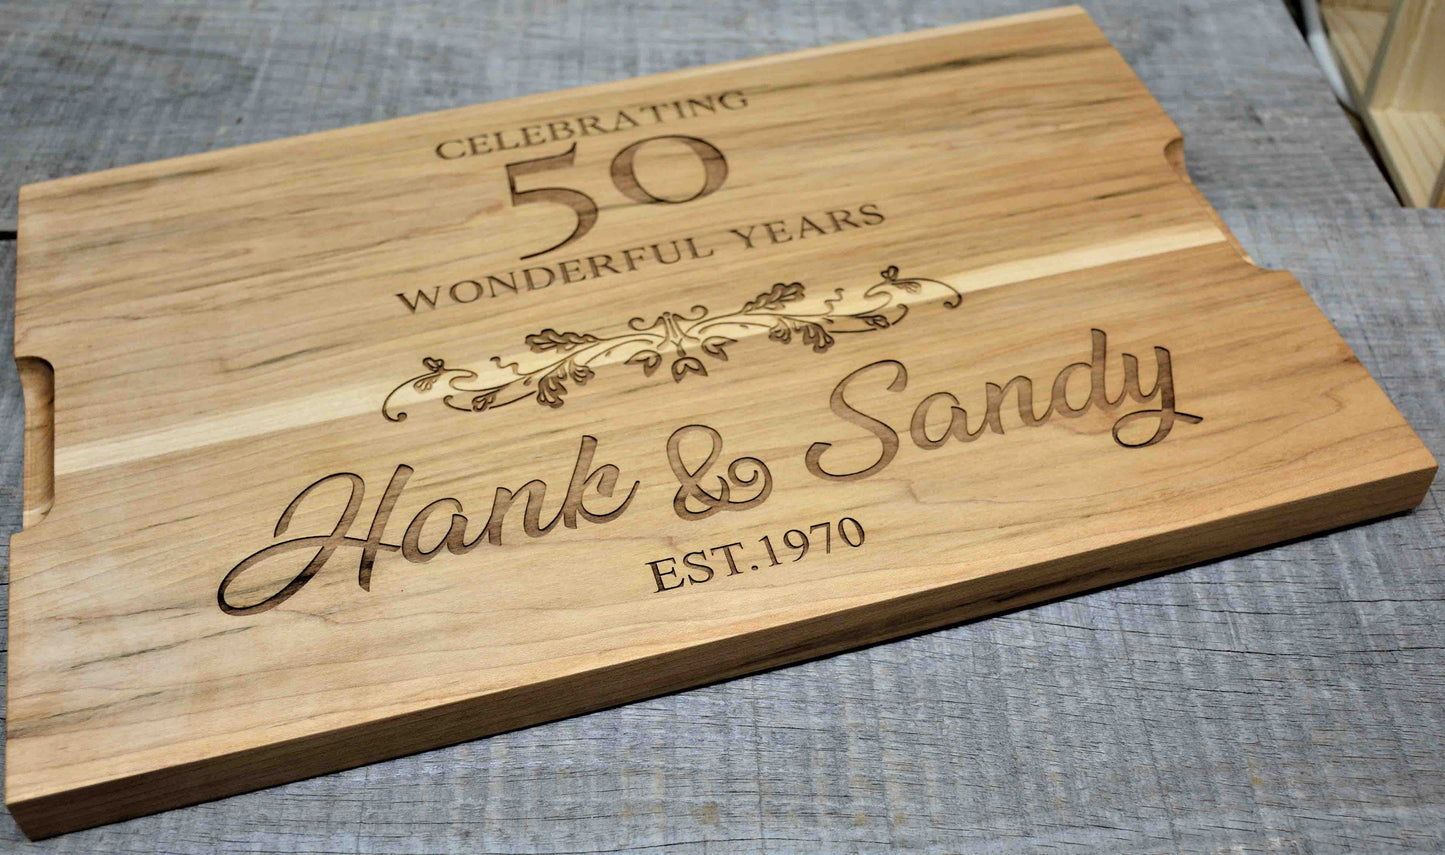 CELEBRATING
50
WONDERFUL YEARS
Hank & Sandy
EST.1970